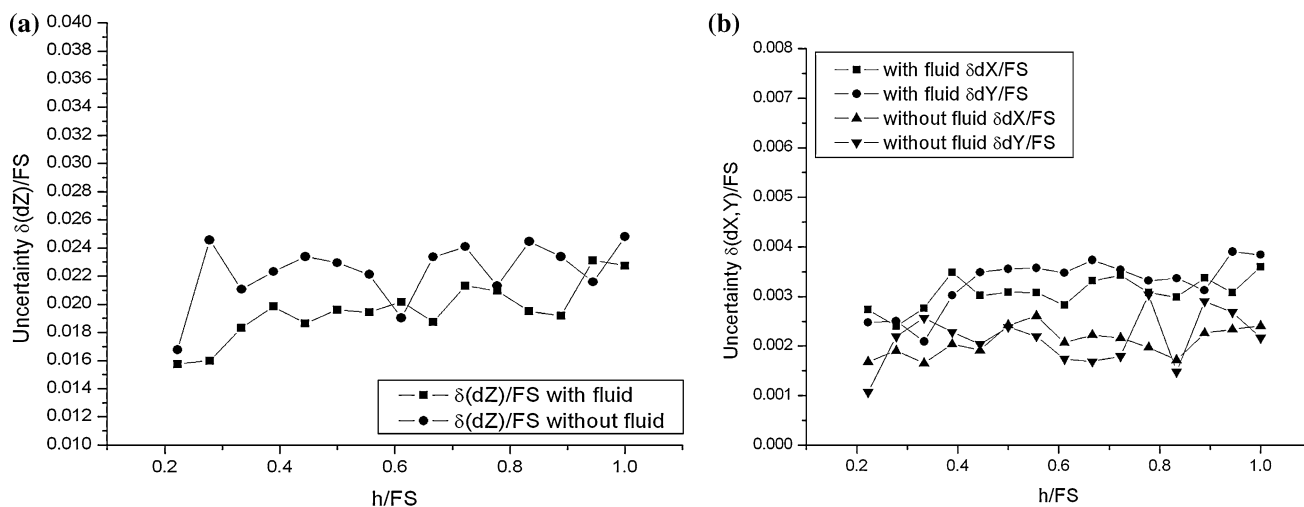 (a)
0.040
0.038
0.036
0.034
0.032
0.030
0.028
0.026
0.024
0.022
0.020
0.018
0.016
0.014
0.012
0.010
Uncertainty δ(dZ)/FS
δ(dZ)/FS with fluid
δ(dZ)/FS without fluid
0.2 0.4 0.6 0.8 1.0
h/FS
(b)
0.008
0.007
0.006
0.005
0.004
0.003
0.002
0.001
0.000
Uncertainty δ(dX,Y)/FS
with fluid δdX/FS
with fluid δdY/FS
without fluid δdX/FS
without fluid δdY/FS
0.2 0.4 0.6 0.8 1.0
h/FS